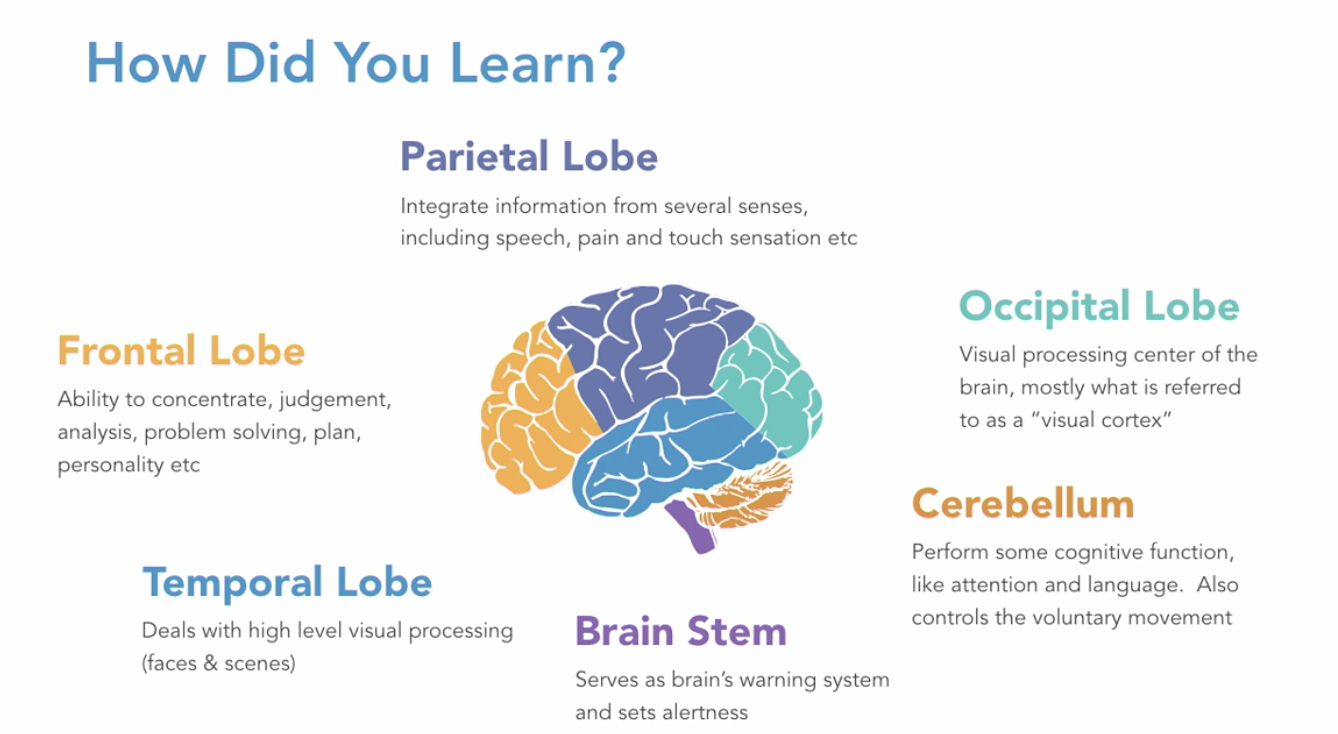 How Did You Learn?
Parietal Lobe
Integrate information from several senses,
including speech, pain and touch sensation etc
Occipital Lobe
Visual processing center of the
brain, mostly what is referred
to as a “visual cortex”
Frontal Lobe
Ability to concentrate, judgement,
analysis, problem solving, plan,
personality etc
Cerebellum
Perform some cognitive function,
like attention and language.  Also
controls the voluntary movement
Temporal Lobe
Deals with high level visual processing
(faces & scenes)
Brain Stem
Serves as brain’s warning system
and sets alertness